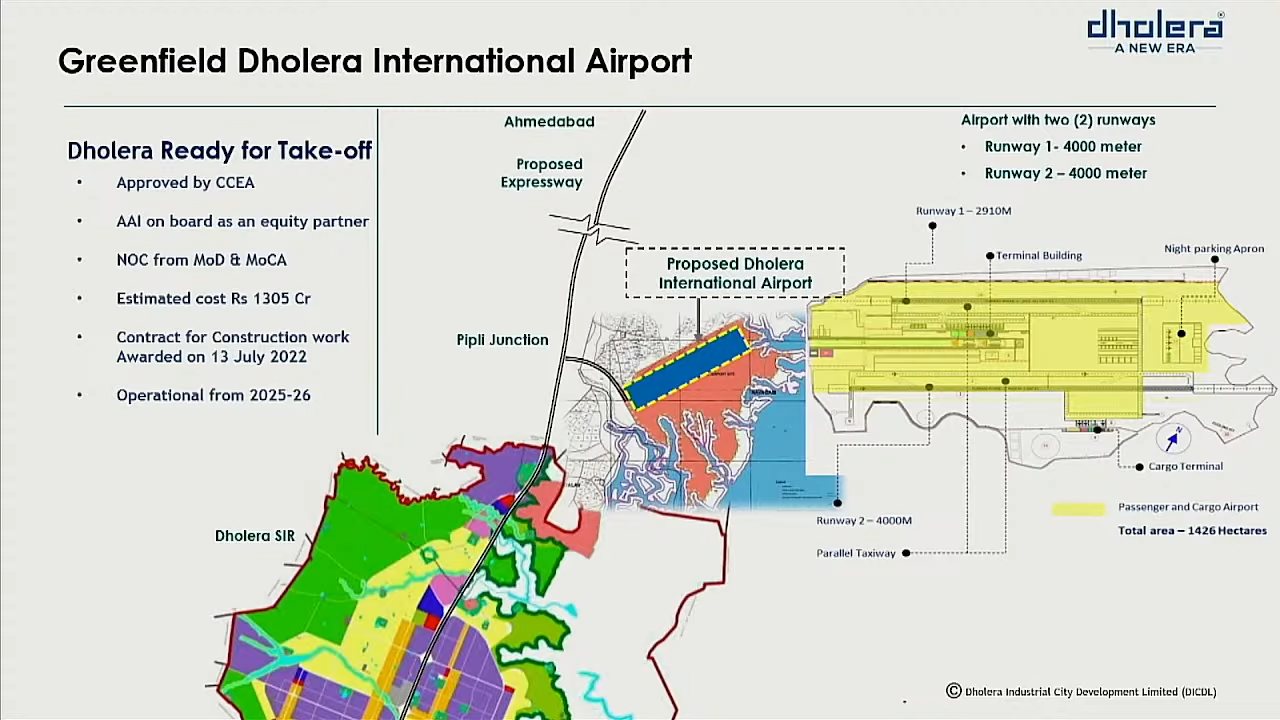 dholera
A NEW ERA
Greenfield Dholera International Airport
Dholera Ready for Take-off
• Approved by CCEA
• AAI on board as an equity partner
• NOC from MoD & MoCA
• Estimated cost Rs 1305 Cr
• Contract for Construction work
Awarded on 13 July 2022
• Operational from 2025-26
Ahmedabad
Proposed
Expressway
Proposed Dholera
International Airport
Pipli Junction
Dholera SIR
Airport with two (2) runways
• Runway 1- 4000 meter
• Runway 2 – 4000 meter
Runway 1 – 2910M
Terminal Building
Night parking Apron
N
Cargo Terminal
Runway 2 – 4000M
Parallel Taxiway
Passenger and Cargo Airport
Total area – 1426 Hectares
© Dholera Industrial City Development Limited (DICDL)